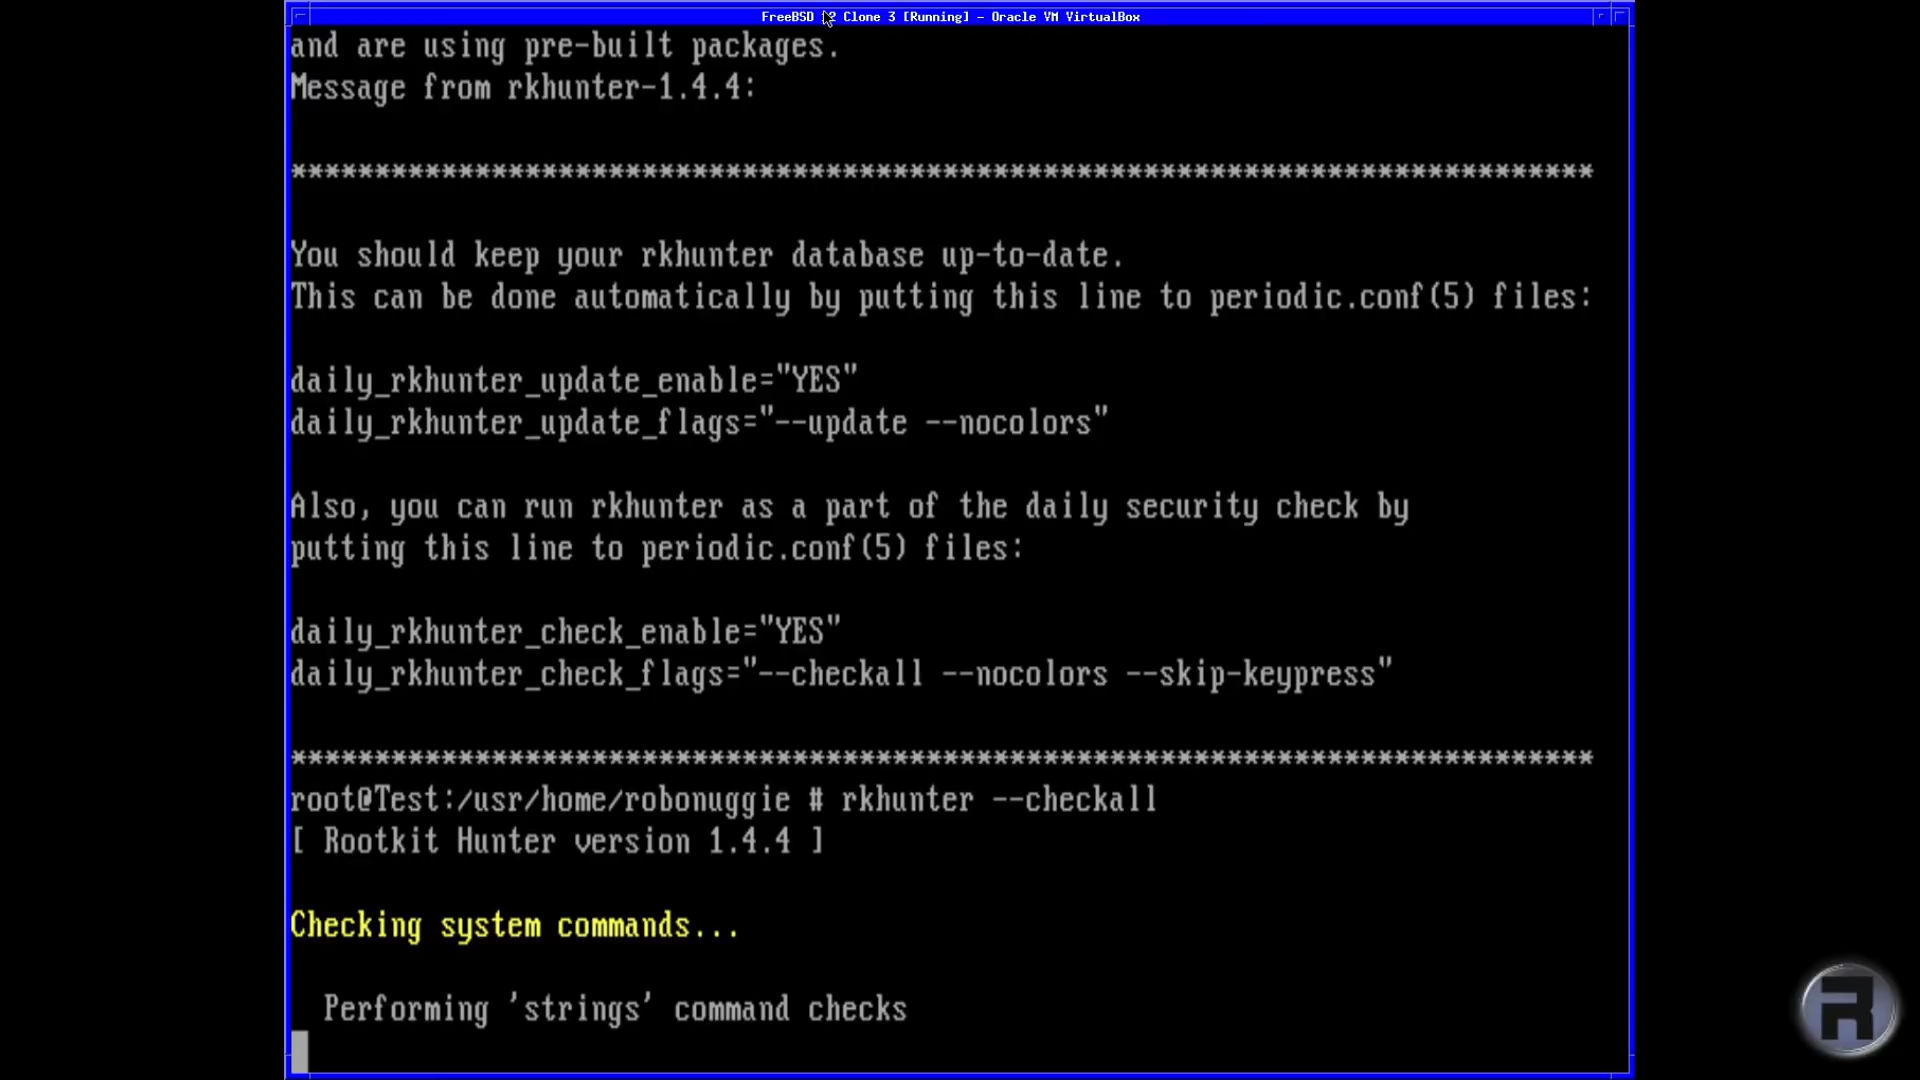 FreeBSD 12 Clone 3 [Running] - Oracle VM VirtualBox
and are using pre-built packages.
Message from rkhunter-1.4.4:
******************************************************************************
You should keep your rkhunter database up-to-date.
This can be done automatically by putting this line to periodic.conf(5) files:
daily_rkhunter_update_enable="YES"
daily_rkhunter_update_flags="--update --nocolors"
Also, you can run rkhunter as a part of the daily security check by
putting this line to periodic.conf(5) files:
daily_rkhunter_check_enable="YES"
daily_rkhunter_check_flags="--checkall --nocolors --skip-keypress"
******************************************************************************
root@Test:/usr/home/robonuggie # rkhunter --checkall
[ Rootkit Hunter version 1.4.4 ]
Checking system commands...
Performing 'strings' command checks
R